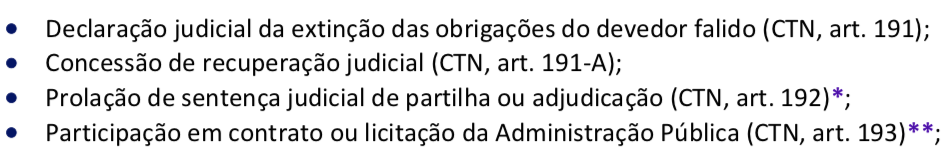 • Declaração judicial da extinção das obrigações do devedor falido (CTN, art. 191);
• Concessão de recuperação judicial (CTN, art. 191-A);
• Prolação de sentença judicial de partilha ou adjudicação (CTN, art. 192)*;
• Participação em contrato ou licitação da Administração Pública (CTN, art. 193)**;